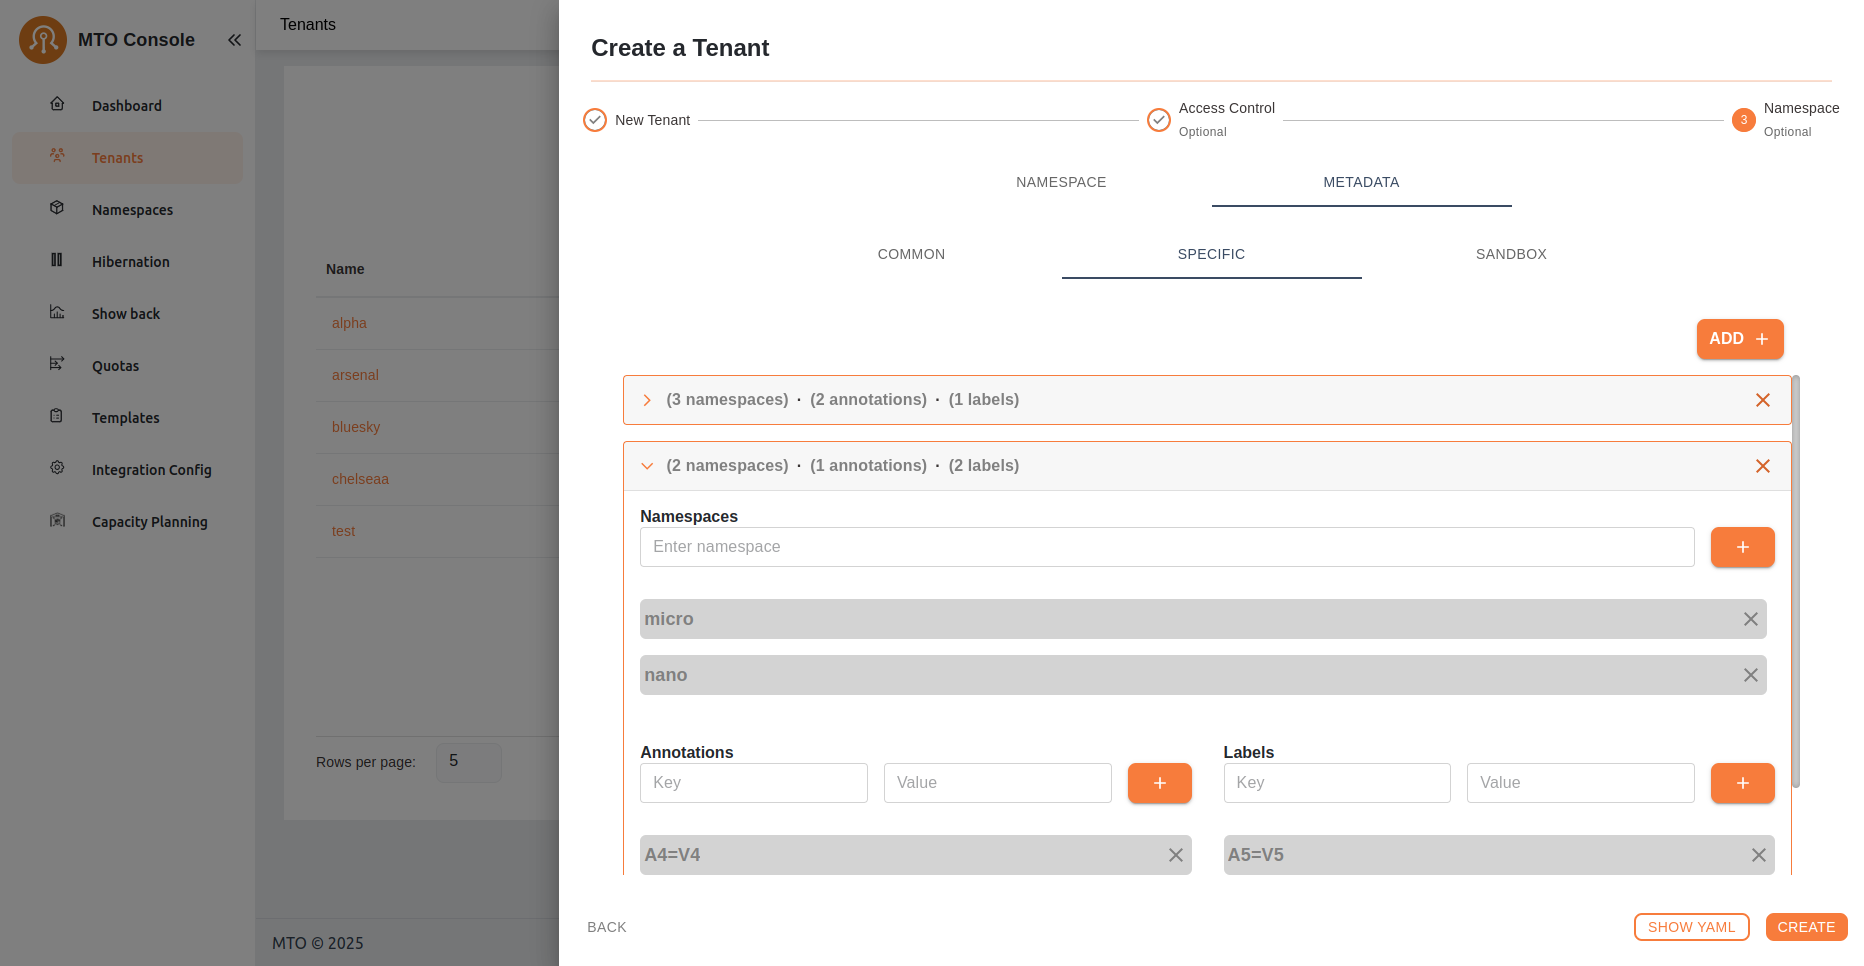 MTO Console
Dashboard
Tenants
Namespaces
Hibernation
Show back
Quotas
Templates
Integration Config
Capacity Planning
Tenants
Name
alpha
arsenal
bluesky
chelseaa
test
Rows per page: 5
MTO © 2025
Create a Tenant
New Tenant
Access Control
Optional
3
Namespace
Optional
NAMESPACE METADATA
COMMON SPECIFIC SANDBOX
ADD
(3 namespaces) · (2 annotations) · (1 labels)
(2 namespaces) · (1 annotations) · (2 labels)
Namespaces
Enter namespace
micro
nano
Annotations Labels
Key Value Key Value
A4=V4 A5=V5
BACK SHOW YAML CREATE